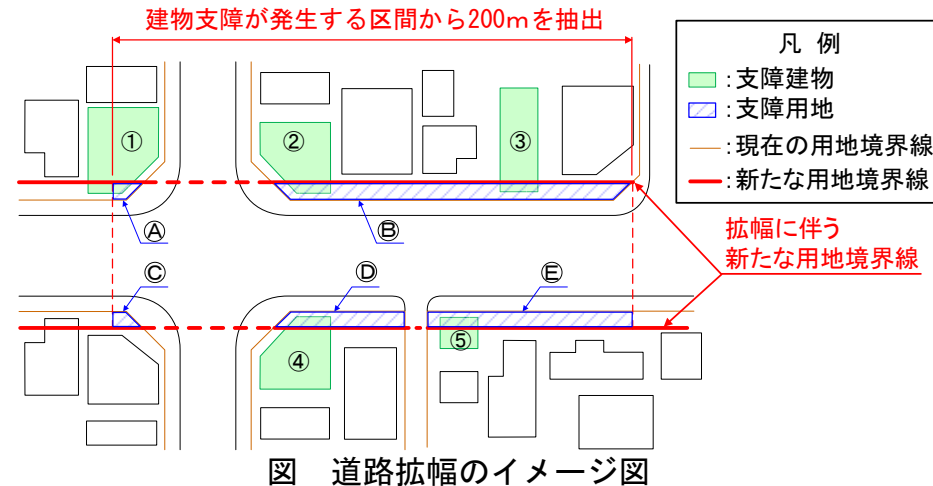 建物支障が発生する区間から200mを抽出
凡 例
:支障建物
:支障用地
:現在の用地境界線
:新たな用地境界線
①
②
③
Ⓐ
Ⓑ
拡幅に伴う
新たな用地境界線
Ⓒ
Ⓓ
Ⓔ
④
⑤
図 道路拡幅のイメージ図